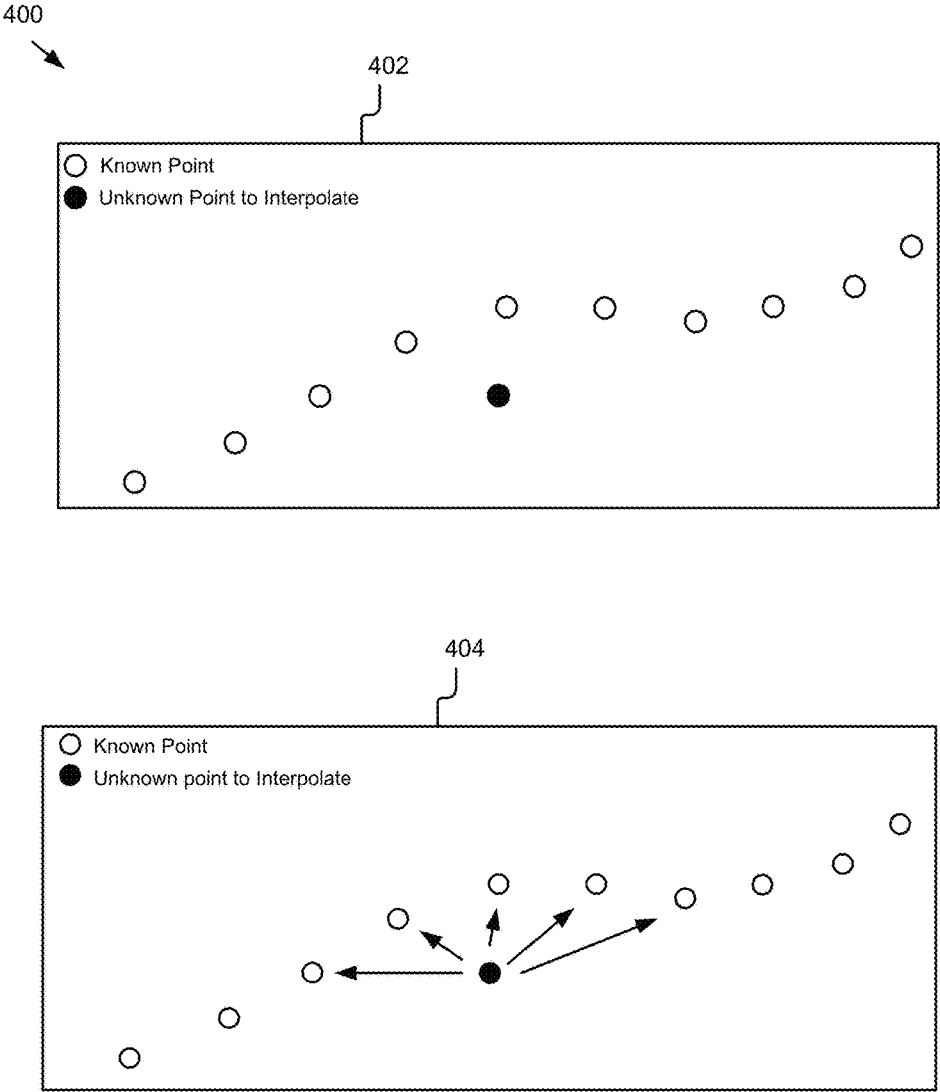 400
402
Known Point
Unknown Point to Interpolate
404
Known Point
Unknown point to Interpolate